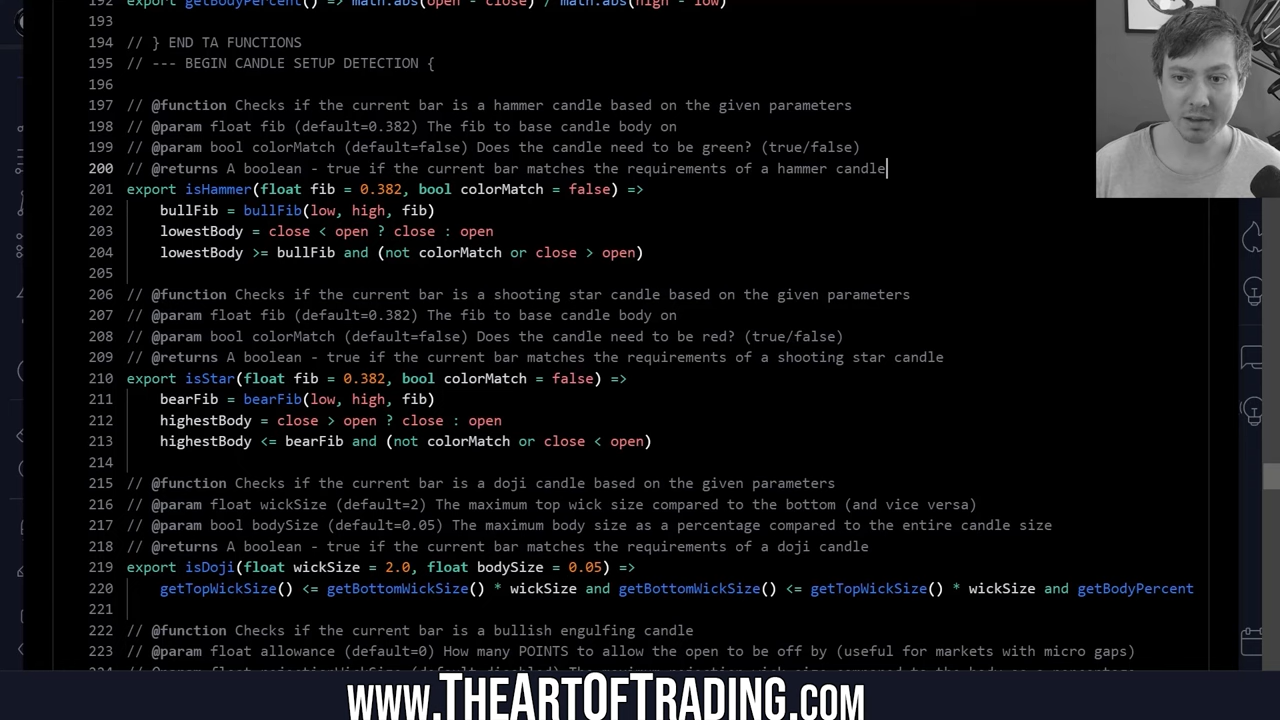 192 export getBodyPercent() => math.abs(open - close) / math.abs(high - low)
193
194 // } END TA FUNCTIONS
195 // --- BEGIN CANDLE SETUP DETECTION {
196
197 // @function Checks if the current bar is a hammer candle based on the given parameters
198 // @param float fib (default=0.382) The fib to base candle body on
199 // @param bool colorMatch (default=false) Does the candle need to be green? (true/false)
200 // @returns A boolean - true if the current bar matches the requirements of a hammer candle
201 export isHammer(float fib = 0.382, bool colorMatch = false) =>
202 bullFib = bullFib(low, high, fib)
203 lowestBody = close < open ? close : open
204 lowestBody >= bullFib and (not colorMatch or close > open)
205
206 // @function Checks if the current bar is a shooting star candle based on the given parameters
207 // @param float fib (default=0.382) The fib to base candle body on
208 // @param bool colorMatch (default=false) Does the candle need to be red? (true/false)
209 // @returns A boolean - true if the current bar matches the requirements of a shooting star candle
210 export isStar(float fib = 0.382, bool colorMatch = false) =>
211 bearFib = bearFib(low, high, fib)
212 highestBody = close > open ? close : open
213 highestBody <= bearFib and (not colorMatch or close < open)
214
215 // @function Checks if the current bar is a doji candle based on the given parameters
216 // @param float wickSize (default=2) The maximum top wick size compared to the bottom (and vice versa)
217 // @param bool bodySize (default=0.05) The maximum body size as a percentage compared to the entire candle size
218 // @returns A boolean - true if the current bar matches the requirements of a doji candle
219 export isDoji(float wickSize = 2.0, float bodySize = 0.05) =>
220 getTopWickSize() <= getBottomWickSize() * wickSize and getBottomWickSize() <= getTopWickSize() * wickSize and getBodyPercent
221
222 // @function Checks if the current bar is a bullish engulfing candle
223 // @param float allowance (default=0) How many POINTS to allow the open to be off by (useful for markets with micro gaps)
WWW.THEARTOFTRADING.COM